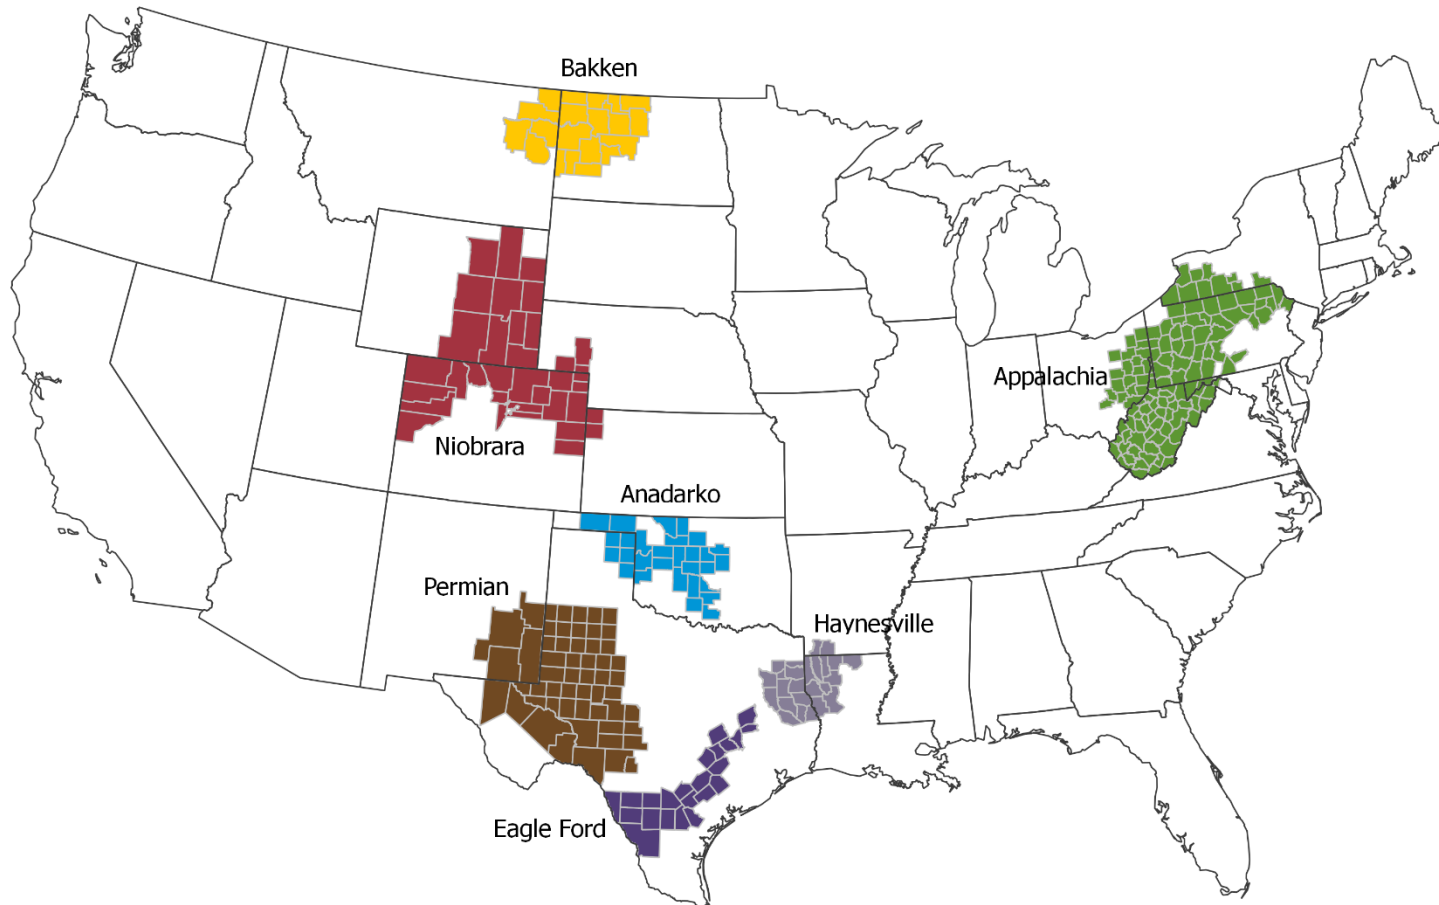 Bakken
Appalachia
Niobrara
Anadarko
Permian
Haynesville
Eagle Ford